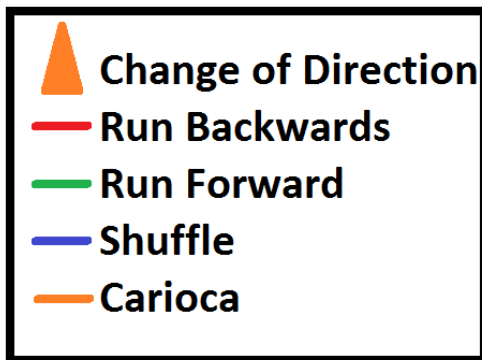 Change of Direction
Run Backwards
Run Forward
Shuffle
Carioca